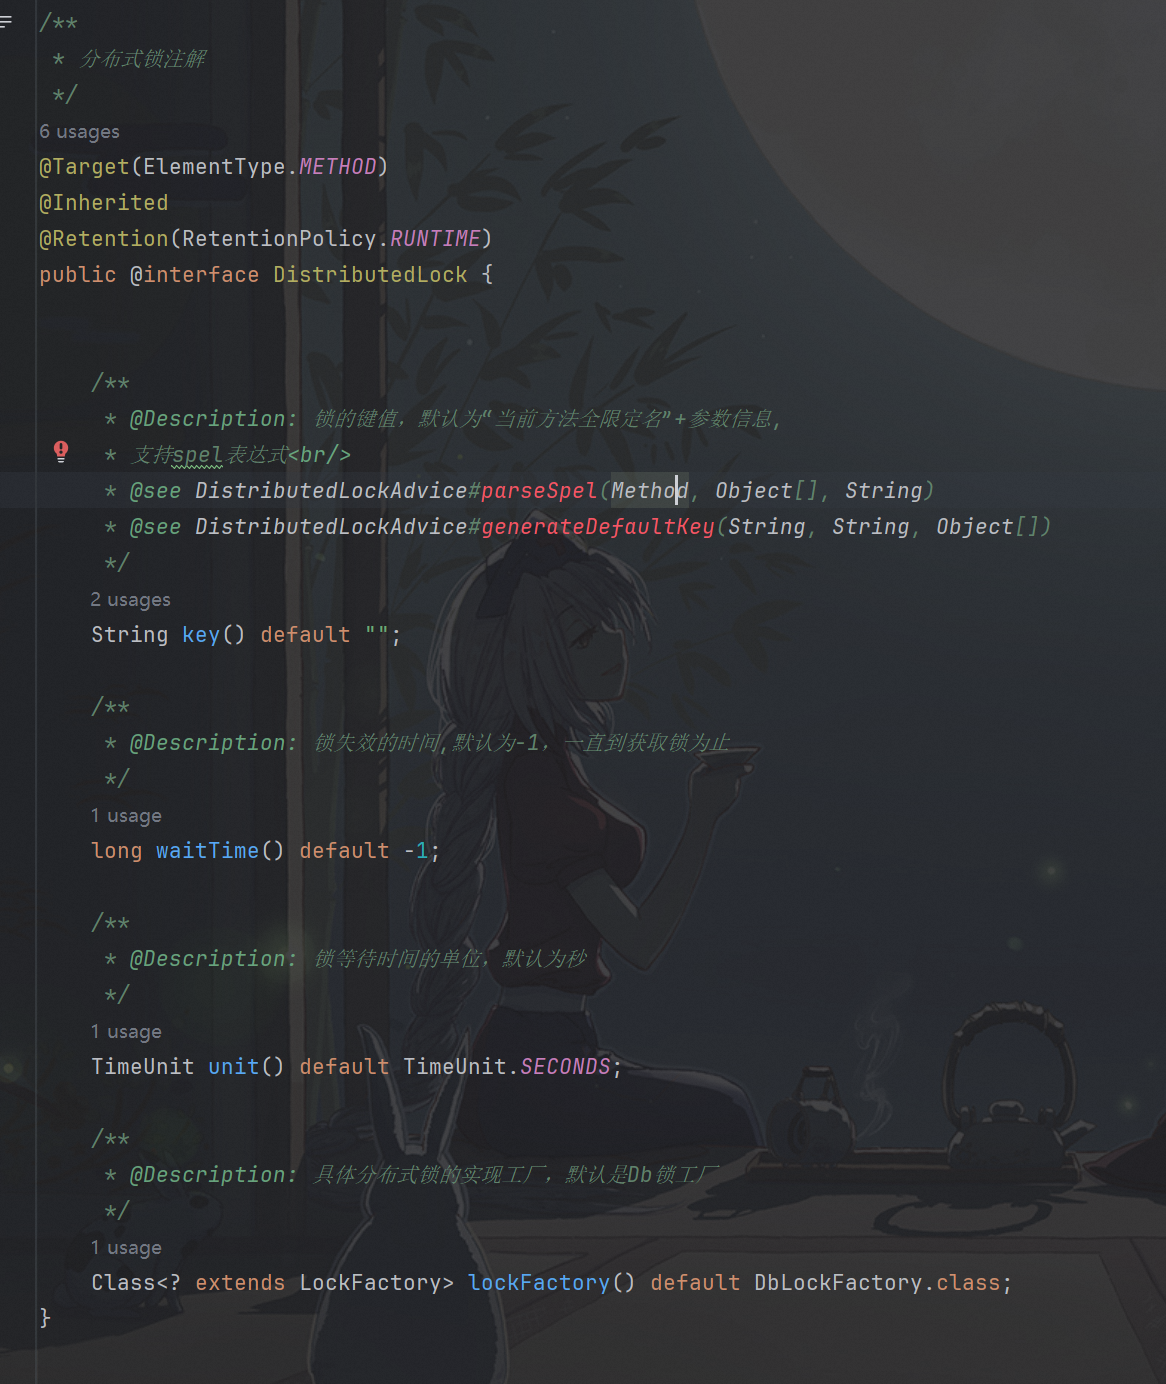 /**
 * 分布式锁注解
 */
6 usages
@Target(ElementType.METHOD)
@Inherited
@Retention(RetentionPolicy.RUNTIME)
public @interface DistributedLock {
/**
 * @Description: 锁的键值，默认为“当前方法全限定名”+参数信息,
 * 支持spel表达式<br/>
 * @see DistributedLockAdvice#parseSpel(Method, Object[], String)
 * @see DistributedLockAdvice#generateDefaultKey(String, String, Object[])
 */
2 usages
String key() default "";
/**
 * @Description: 锁失效的时间,默认为-1，一直到获取锁为止
 */
1 usage
long waitTime() default -1;
/**
 * @Description: 锁等待时间的单位，默认为秒
 */
1 usage
TimeUnit unit() default TimeUnit.SECONDS;
/**
 * @Description: 具体分布式锁的实现工厂，默认是Db锁工厂
 */
1 usage
Class<? extends LockFactory> lockFactory() default DbLockFactory.class;
}